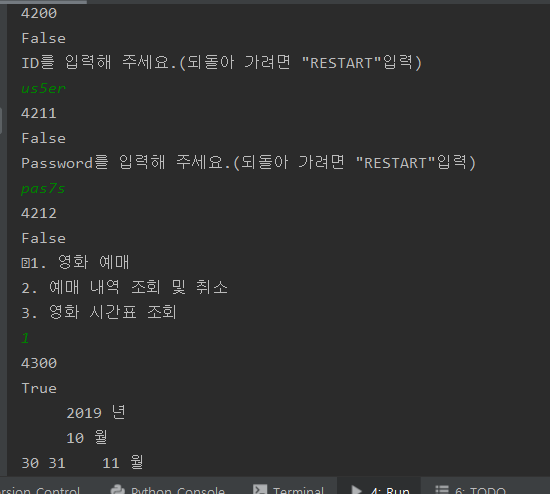 4200
False
ID를 입력해 주세요.(되돌아 가려면 "RESTART"입력)
us5er
4211
False
Password를 입력해 주세요.(되돌아 가려면 "RESTART"입력)
pas7s
4212
False
1. 영화 예매
2. 예매 내역 조회 및 취소
3. 영화 시간표 조회
1
4300
True
2019 년
10 월
30 31    11 월
ersion Control Python Console Terminal 4: Run 6: TODO